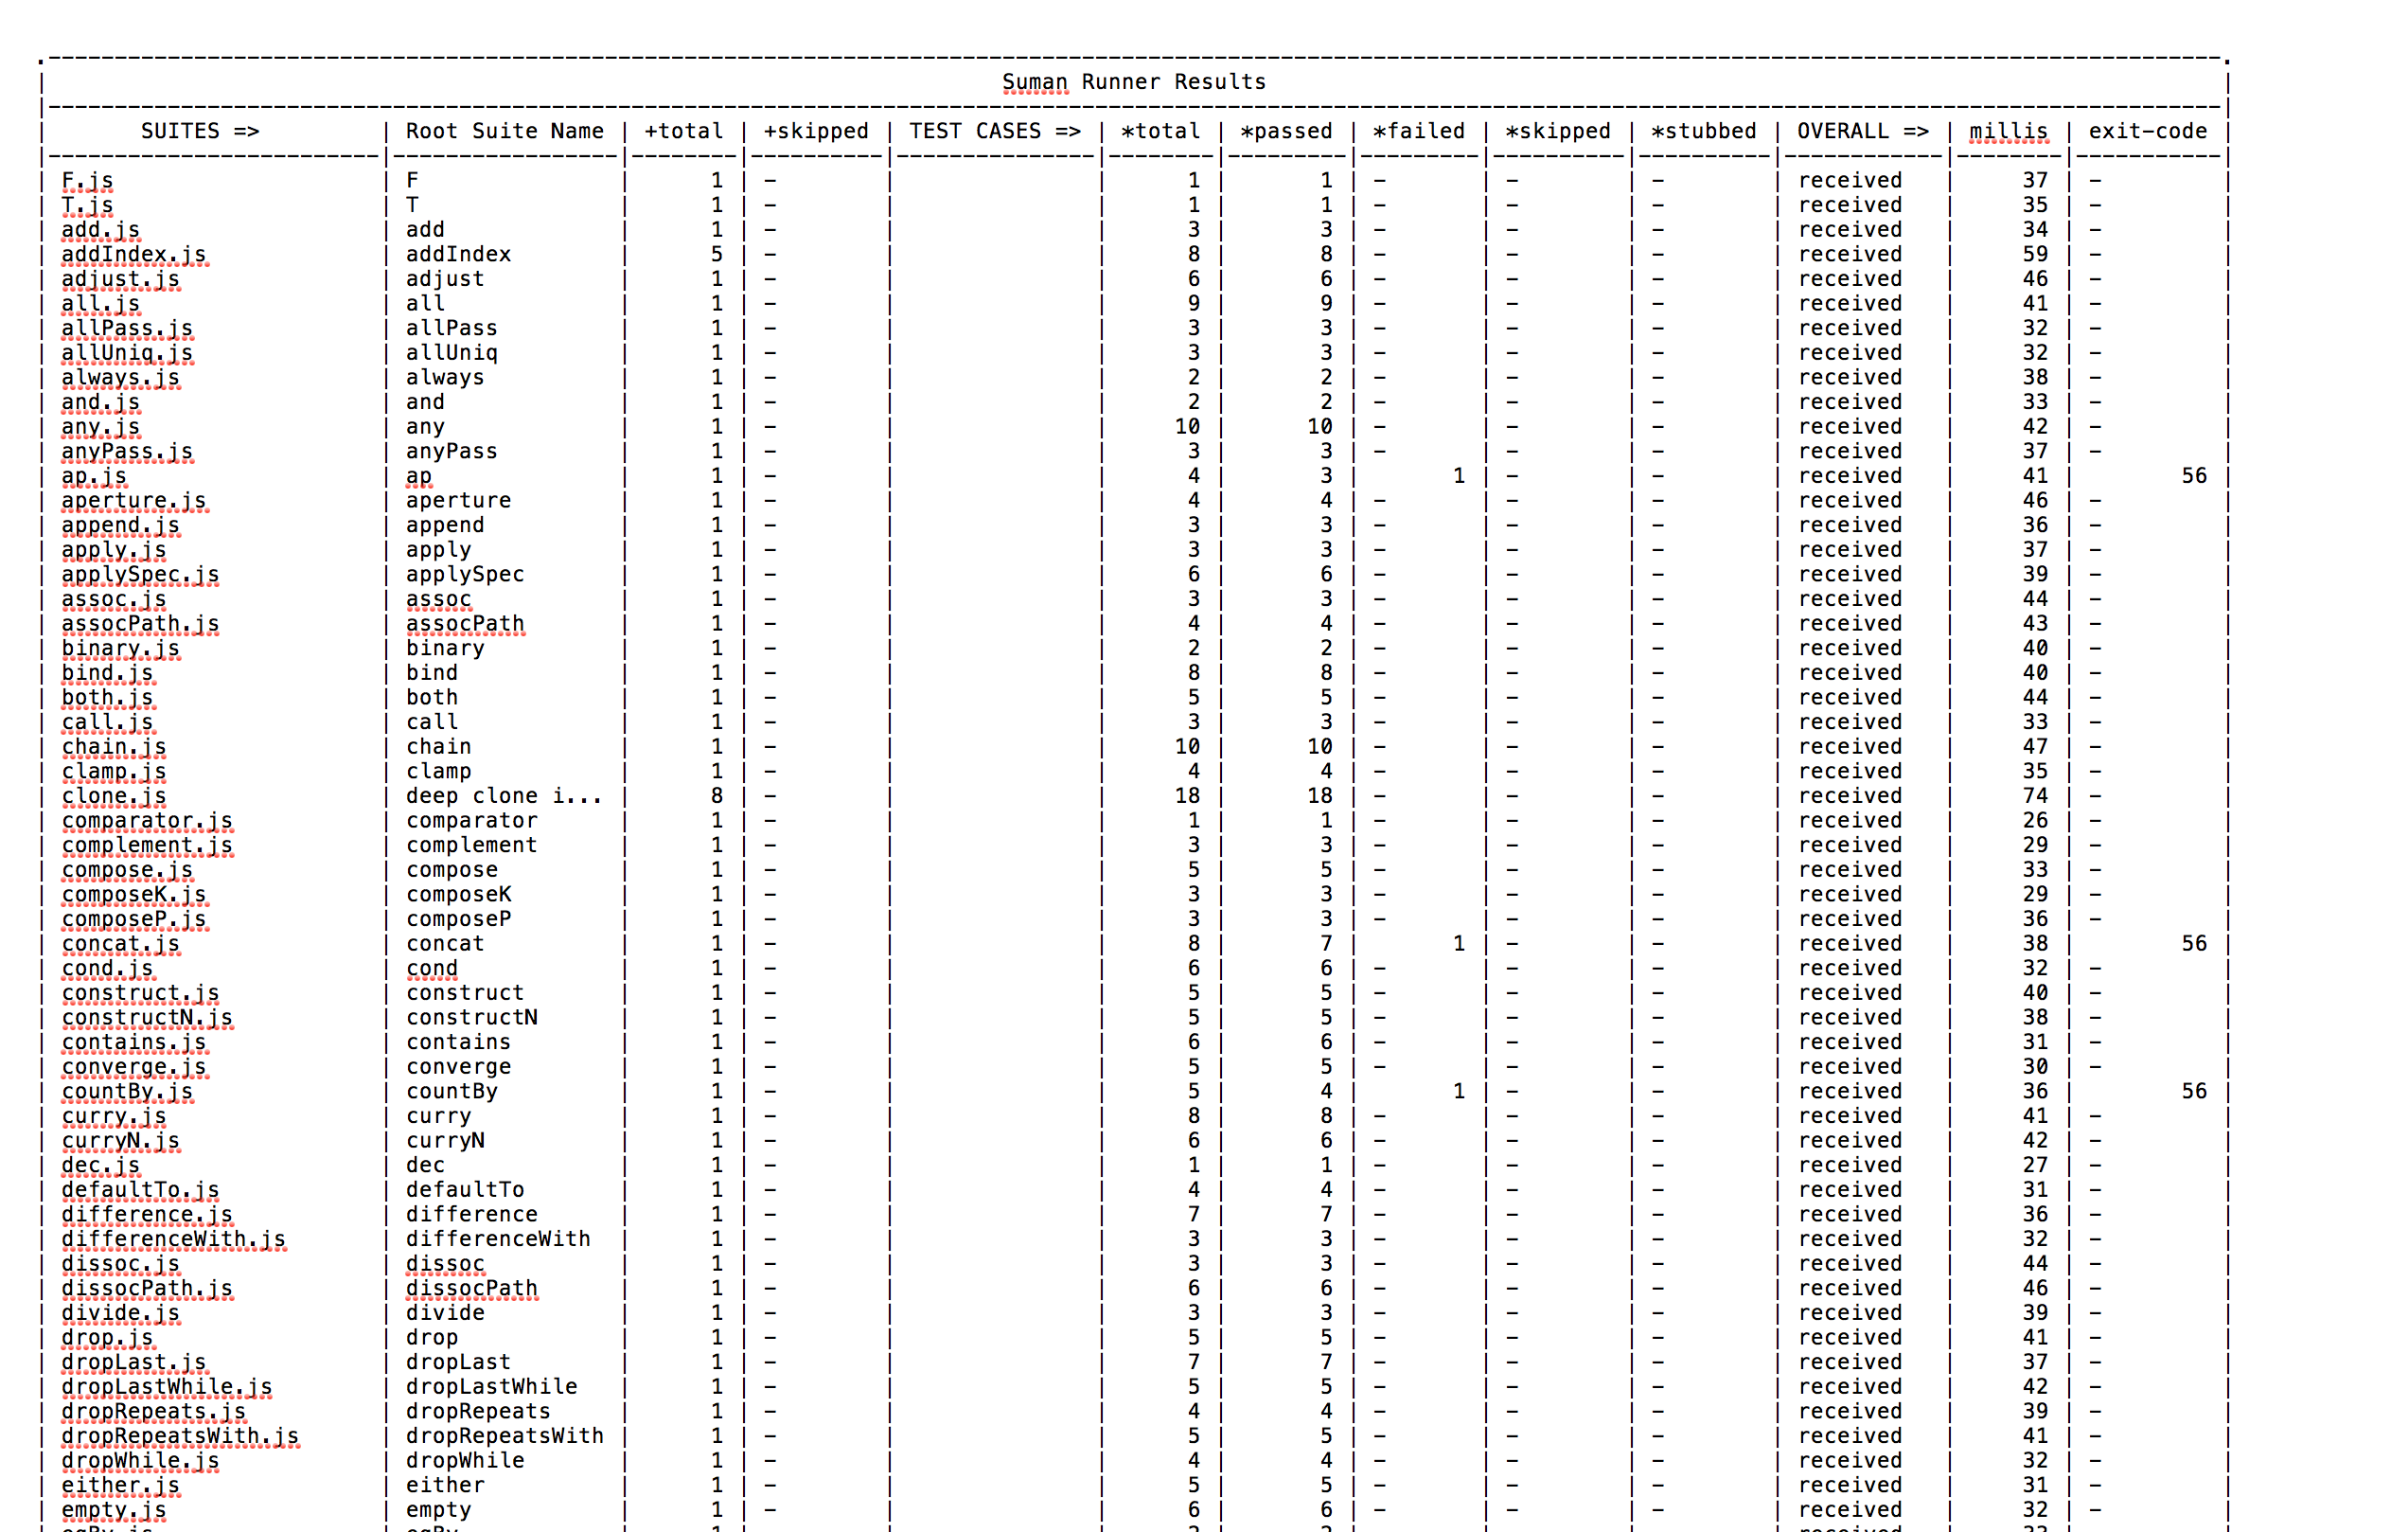 Suman Runner Results
| SUITES => | Root Suite Name | +total | +skipped | TEST CASES => | *total | *passed | *failed | *skipped | *stubbed | OVERALL => | millis | exit-code |
| F.js | F | 1 | – | | 1 | 1 | – | – | – | received | 37 | – |
| T.js | T | 1 | – | | 1 | 1 | – | – | – | received | 35 | – |
| add.js | add | 1 | – | | 3 | 3 | – | – | – | received | 34 | – |
| addIndex.js | addIndex | 5 | – | | 8 | 8 | – | – | – | received | 59 | – |
| adjust.js | adjust | 1 | – | | 6 | 6 | – | – | – | received | 46 | – |
| all.js | all | 1 | – | | 9 | 9 | – | – | – | received | 41 | – |
| allPass.js | allPass | 1 | – | | 3 | 3 | – | – | – | received | 32 | – |
| allUniq.js | allUniq | 1 | – | | 3 | 3 | – | – | – | received | 32 | – |
| always.js | always | 1 | – | | 2 | 2 | – | – | – | received | 38 | – |
| and.js | and | 1 | – | | 2 | 2 | – | – | – | received | 33 | – |
| any.js | any | 1 | – | | 10 | 10 | – | – | – | received | 42 | – |
| anyPass.js | anyPass | 1 | – | | 3 | 3 | – | – | – | received | 37 | – |
| ap.js | ap | 1 | – | | 4 | 3 | 1 | – | – | received | 41 | 56 |
| aperture.js | aperture | 1 | – | | 4 | 4 | – | – | – | received | 46 | – |
| append.js | append | 1 | – | | 3 | 3 | – | – | – | received | 36 | – |
| apply.js | apply | 1 | – | | 3 | 3 | – | – | – | received | 37 | – |
| applySpec.js | applySpec | 1 | – | | 6 | 6 | – | – | – | received | 39 | – |
| assoc.js | assoc | 1 | – | | 3 | 3 | – | – | – | received | 44 | – |
| assocPath.js | assocPath | 1 | – | | 4 | 4 | – | – | – | received | 43 | – |
| binary.js | binary | 1 | – | | 2 | 2 | – | – | – | received | 40 | – |
| bind.js | bind | 1 | – | | 8 | 8 | – | – | – | received | 40 | – |
| both.js | both | 1 | – | | 5 | 5 | – | – | – | received | 44 | – |
| call.js | call | 1 | – | | 3 | 3 | – | – | – | received | 33 | – |
| chain.js | chain | 1 | – | | 10 | 10 | – | – | – | received | 47 | – |
| clamp.js | clamp | 1 | – | | 4 | 4 | – | – | – | received | 35 | – |
| clone.js | deep clone i... | 8 | – | | 18 | 18 | – | – | – | received | 74 | – |
| comparator.js | comparator | 1 | – | | 1 | 1 | – | – | – | received | 26 | – |
| complement.js | complement | 1 | – | | 3 | 3 | – | – | – | received | 29 | – |
| compose.js | compose | 1 | – | | 5 | 5 | – | – | – | received | 33 | – |
| composeK.js | composeK | 1 | – | | 3 | 3 | – | – | – | received | 29 | – |
| composeP.js | composeP | 1 | – | | 3 | 3 | – | – | – | received | 36 | – |
| concat.js | concat | 1 | – | | 8 | 7 | 1 | – | – | received | 38 | 56 |
| cond.js | cond | 1 | – | | 6 | 6 | – | – | – | received | 32 | – |
| construct.js | construct | 1 | – | | 5 | 5 | – | – | – | received | 40 | – |
| constructN.js | constructN | 1 | – | | 5 | 5 | – | – | – | received | 38 | – |
| contains.js | contains | 1 | – | | 6 | 6 | – | – | – | received | 31 | – |
| converge.js | converge | 1 | – | | 5 | 5 | – | – | – | received | 30 | – |
| countBy.js | countBy | 1 | – | | 5 | 4 | 1 | – | – | received | 36 | 56 |
| curry.js | curry | 1 | – | | 8 | 8 | – | – | – | received | 41 | – |
| curryN.js | curryN | 1 | – | | 6 | 6 | – | – | – | received | 42 | – |
| dec.js | dec | 1 | – | | 1 | 1 | – | – | – | received | 27 | – |
| defaultTo.js | defaultTo | 1 | – | | 4 | 4 | – | – | – | received | 31 | – |
| difference.js | difference | 1 | – | | 7 | 7 | – | – | – | received | 36 | – |
| differenceWith.js | differenceWith | 1 | – | | 3 | 3 | – | – | – | received | 32 | – |
| dissoc.js | dissoc | 1 | – | | 3 | 3 | – | – | – | received | 44 | – |
| dissocPath.js | dissocPath | 1 | – | | 6 | 6 | – | – | – | received | 46 | – |
| divide.js | divide | 1 | – | | 3 | 3 | – | – | – | received | 39 | – |
| drop.js | drop | 1 | – | | 5 | 5 | – | – | – | received | 41 | – |
| dropLast.js | dropLast | 1 | – | | 7 | 7 | – | – | – | received | 37 | – |
| dropLastWhile.js | dropLastWhile | 1 | – | | 5 | 5 | – | – | – | received | 42 | – |
| dropRepeats.js | dropRepeats | 1 | – | | 4 | 4 | – | – | – | received | 39 | – |
| dropRepeatsWith.js | dropRepeatsWith | 1 | – | | 5 | 5 | – | – | – | received | 41 | – |
| dropWhile.js | dropWhile | 1 | – | | 4 | 4 | – | – | – | received | 32 | – |
| either.js | either | 1 | – | | 5 | 5 | – | – | – | received | 31 | – |
| empty.js | empty | 1 | – | | 6 | 6 | – | – | – | received | 32 | – |